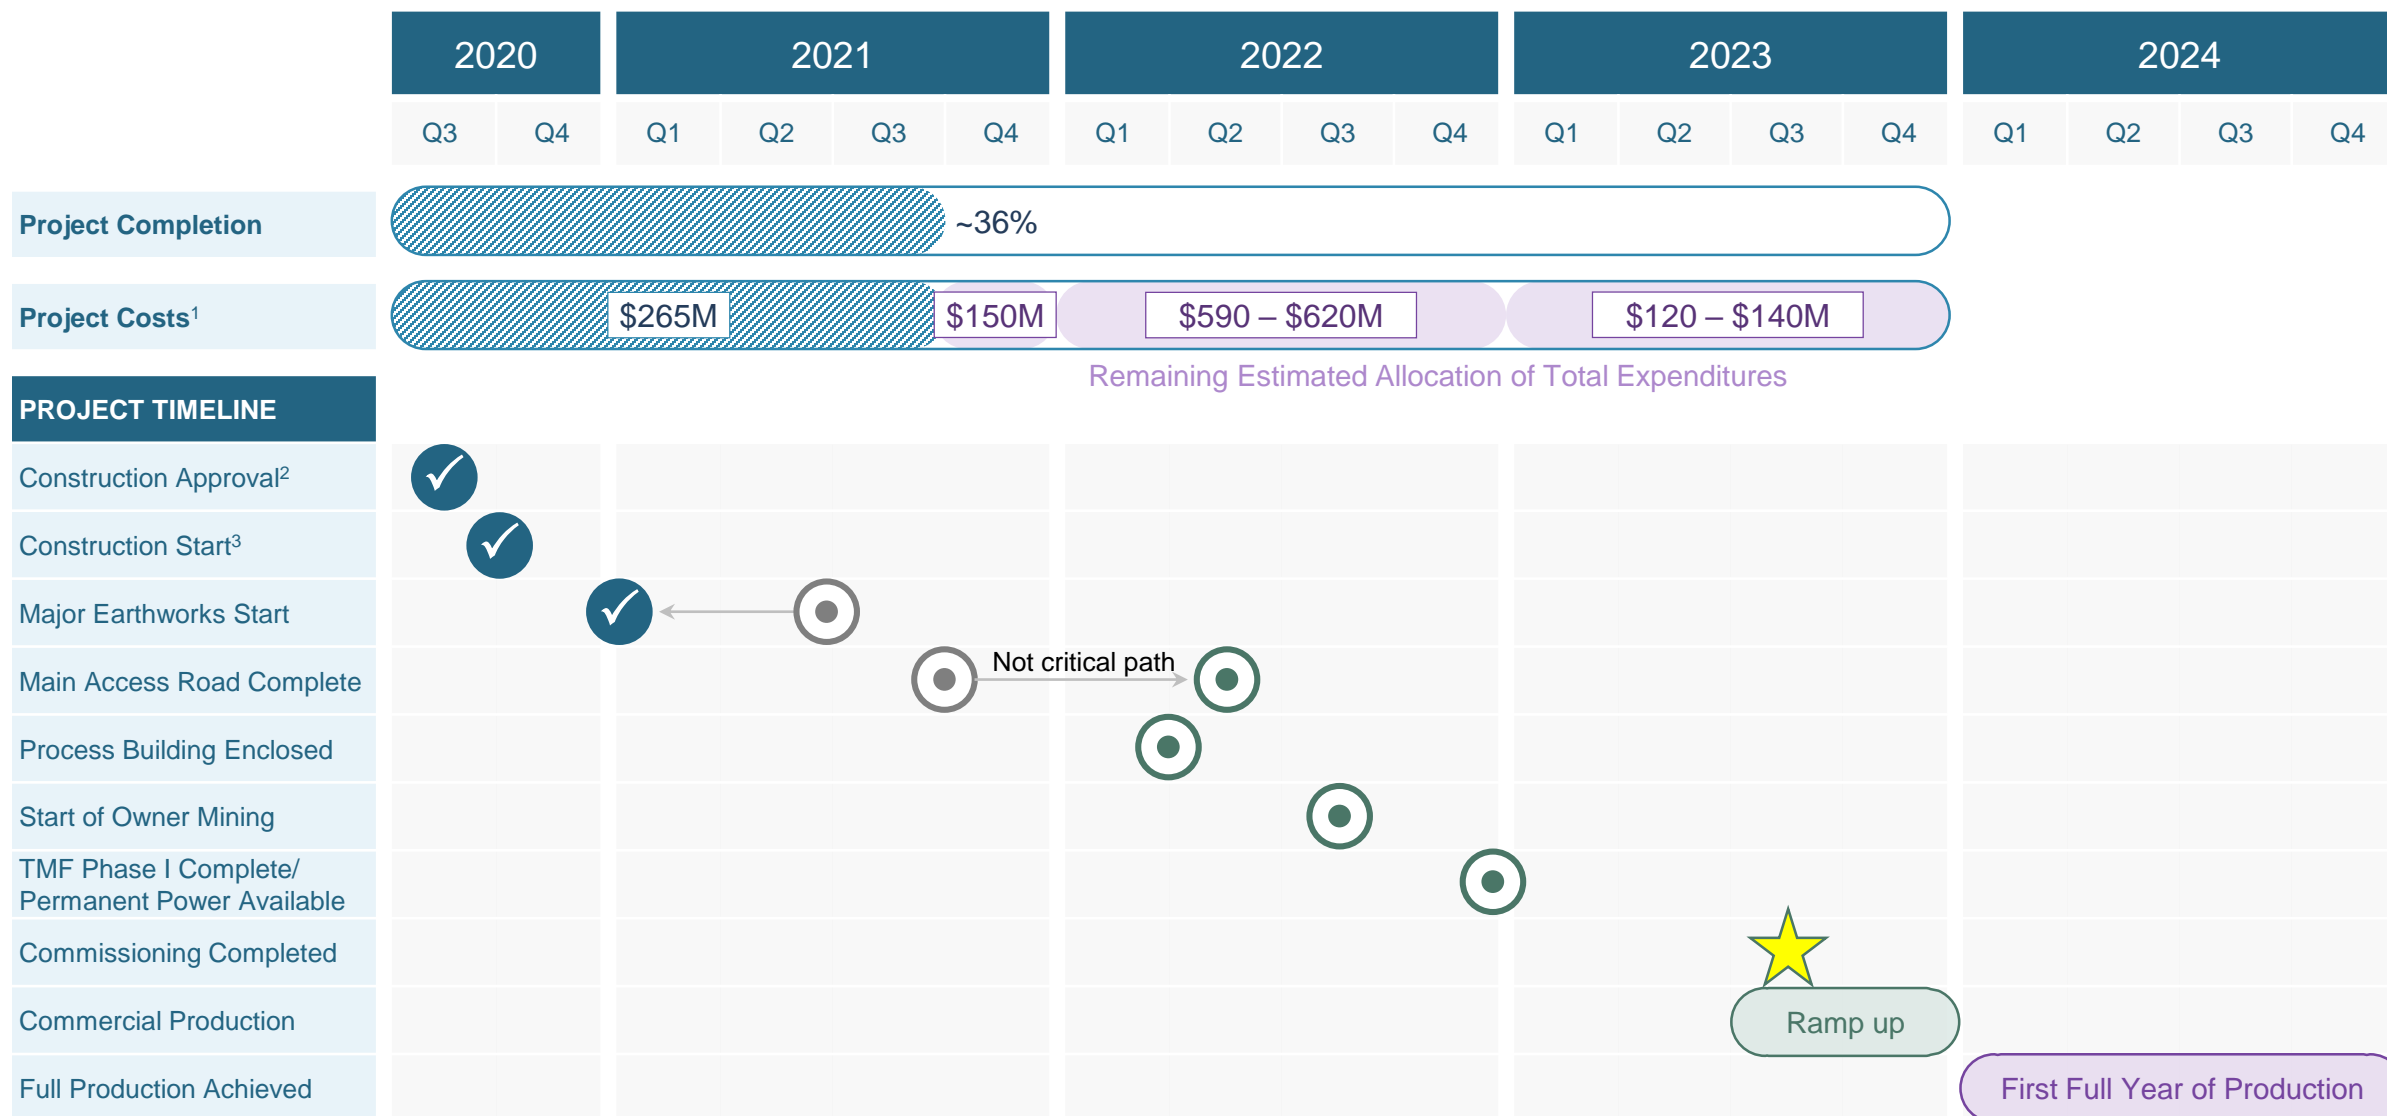 2020 2021 2022 2023 2024
Q3 Q4 Q1 Q2 Q3 Q4 Q1 Q2 Q3 Q4 Q1 Q2 Q3 Q4 Q1 Q2 Q3 Q4
Project Completion ~36%
Project Costs¹ $265M $150M $590 – $620M $120 – $140M
Remaining Estimated Allocation of Total Expenditures
PROJECT TIMELINE
Construction Approval²
Construction Start³
Major Earthworks Start
Main Access Road Complete Not critical path
Process Building Enclosed
Start of Owner Mining
TMF Phase I Complete/
Permanent Power Available
Commissioning Completed
Commercial Production Ramp up
Full Production Achieved First Full Year of Production